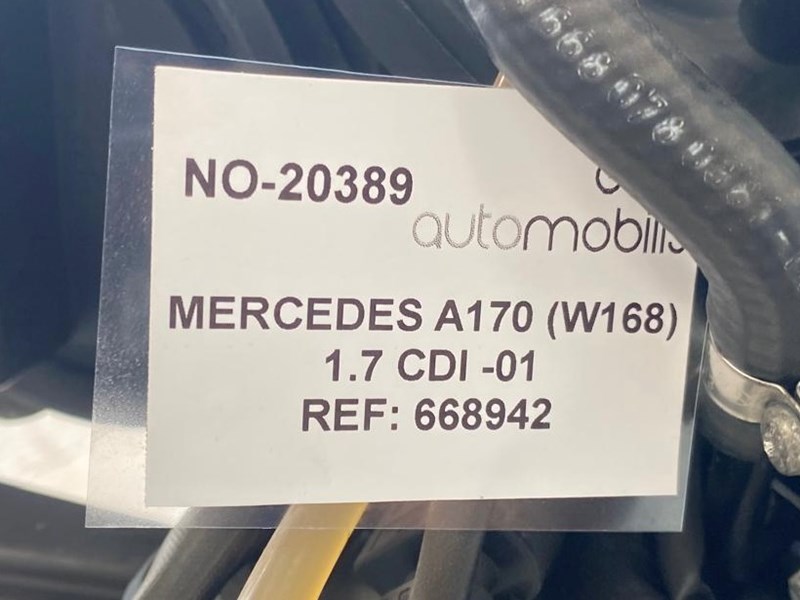 NO-20389
automobilis
MERCEDES A170 (W168)
1.7 CDI -01
REF: 668942